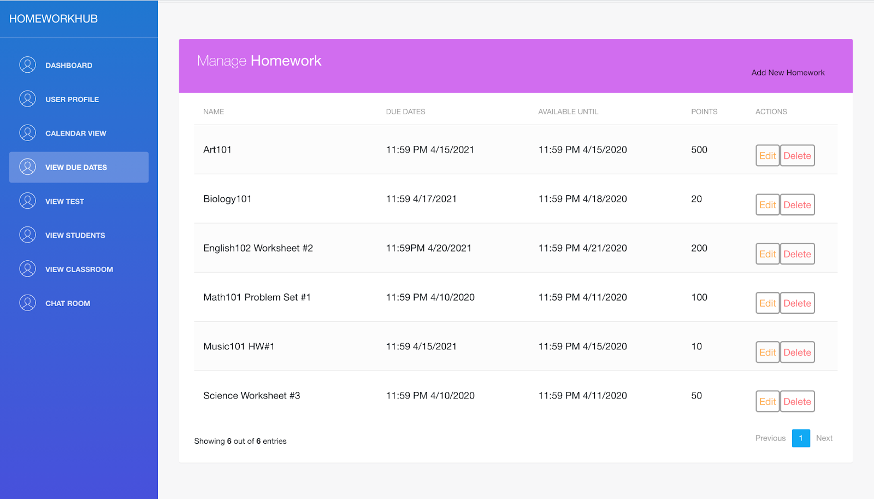 HOMEWORKHUB
DASHBOARD
USER PROFILE
CALENDAR VIEW
VIEW DUE DATES
VIEW TEST
VIEW STUDENTS
VIEW CLASSROOM
CHAT ROOM
Manage Homework
Add New Homework
NAME DUE DATES AVAILABLE UNTIL POINTS ACTIONS
Art101 11:59 PM 4/15/2021 11:59 PM 4/15/2020 500 Edit Delete
Biology101 11:59 4/17/2021 11:59 PM 4/18/2020 20 Edit Delete
English102 Worksheet #2 11:59PM 4/20/2021 11:59 PM 4/21/2020 200 Edit Delete
Math101 Problem Set #1 11:59 PM 4/10/2020 11:59 PM 4/11/2020 100 Edit Delete
Music101 HW#1 11:59 4/15/2021 11:59 PM 4/15/2020 10 Edit Delete
Science Worksheet #3 11:59 PM 4/10/2020 11:59 PM 4/11/2020 50 Edit Delete
Showing 6 out of 6 entries
Previous 1 Next